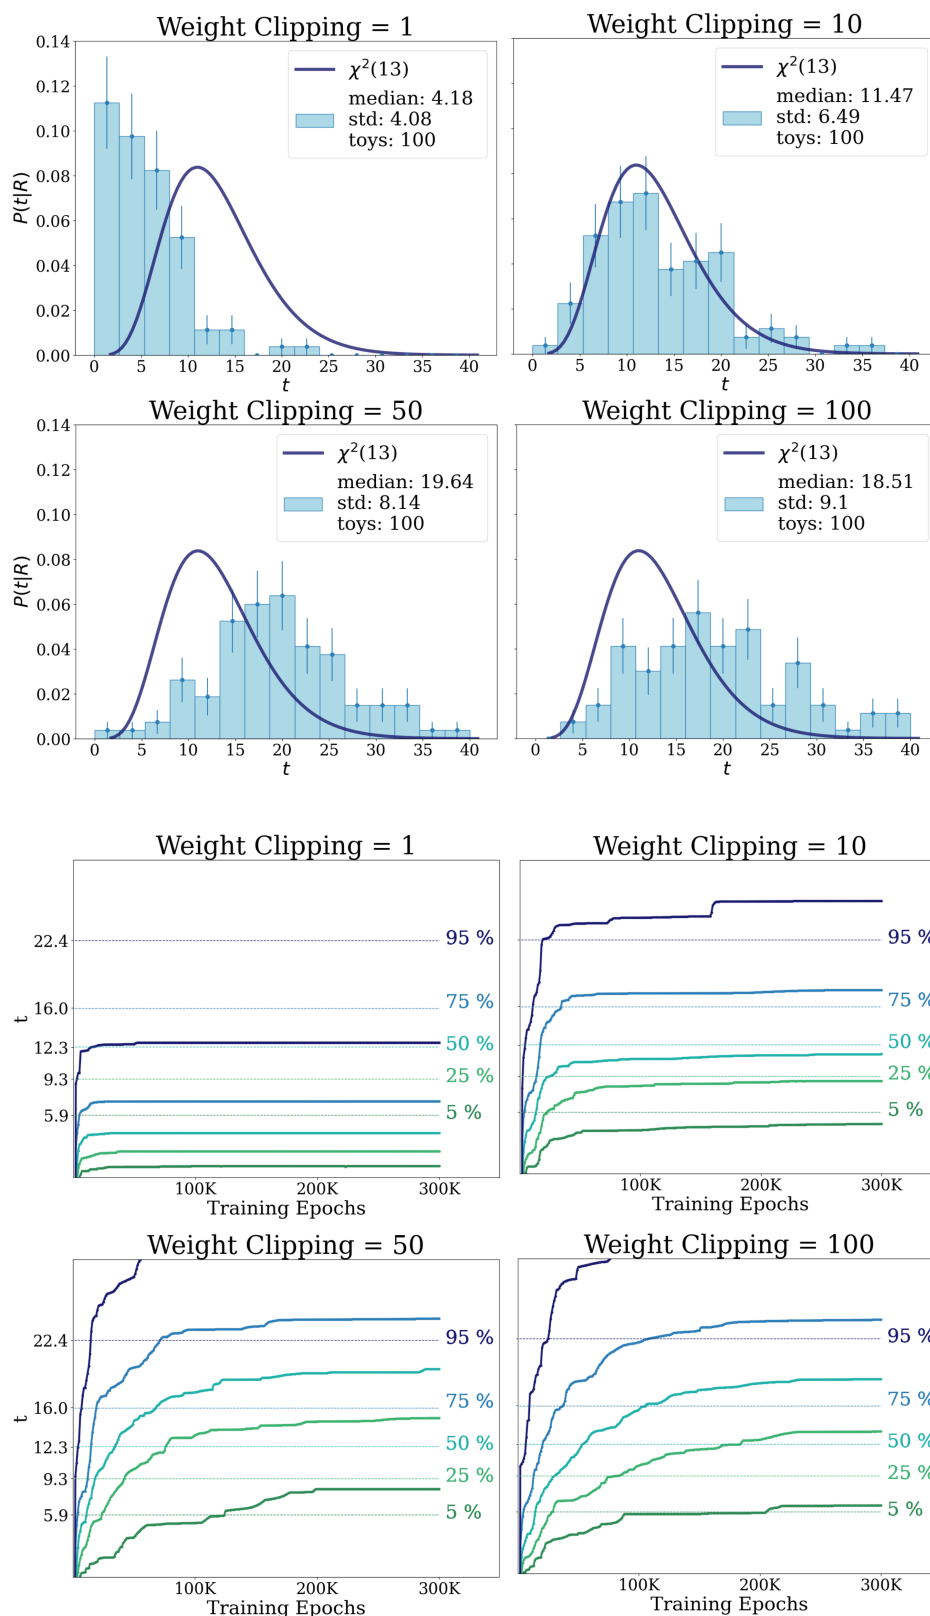 Weight Clipping = 1
0.14
0.12
0.10
0.08
0.06
0.04
0.02
0.00
P(t|R)
χ²(13)
median: 4.18
std: 4.08
toys: 100
0 5 10 15 20 25 30 35 40
t
Weight Clipping = 10
χ²(13)
median: 11.47
std: 6.49
toys: 100
0 5 10 15 20 25 30 35 40
t
Weight Clipping = 50
0.14
0.12
0.10
0.08
0.06
0.04
0.02
0.00
P(t|R)
χ²(13)
median: 19.64
std: 8.14
toys: 100
0 5 10 15 20 25 30 35 40
t
Weight Clipping = 100
χ²(13)
median: 18.51
std: 9.1
toys: 100
0 5 10 15 20 25 30 35 40
t
Weight Clipping = 1
22.4
16.0
12.3
9.3
5.9
t
95 %
75 %
50 %
25 %
5 %
100K 200K 300K
Training Epochs
Weight Clipping = 10
95 %
75 %
50 %
25 %
5 %
100K 200K 300K
Training Epochs
Weight Clipping = 50
22.4
16.0
12.3
9.3
5.9
t
95 %
75 %
50 %
25 %
5 %
100K 200K 300K
Training Epochs
Weight Clipping = 100
95 %
75 %
50 %
25 %
5 %
100K 200K 300K
Training Epochs